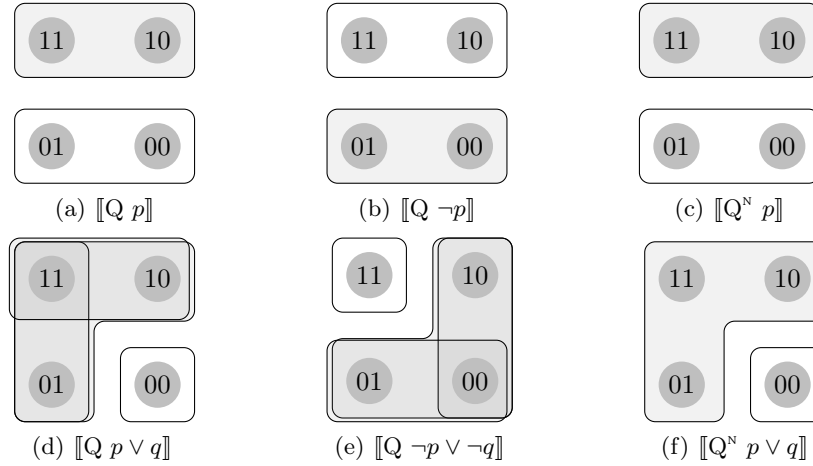 11 10 11 10 11 10
01 00 01 00 01 00
(a) ⟦Q p⟧ (b) ⟦Q ¬p⟧ (c) ⟦Qᴺ p⟧
11 10 11 10 11 10
01 00 01 00 01 00
(d) ⟦Q p ∨ q⟧ (e) ⟦Q ¬p ∨ ¬q⟧ (f) ⟦Qᴺ p ∨ q⟧